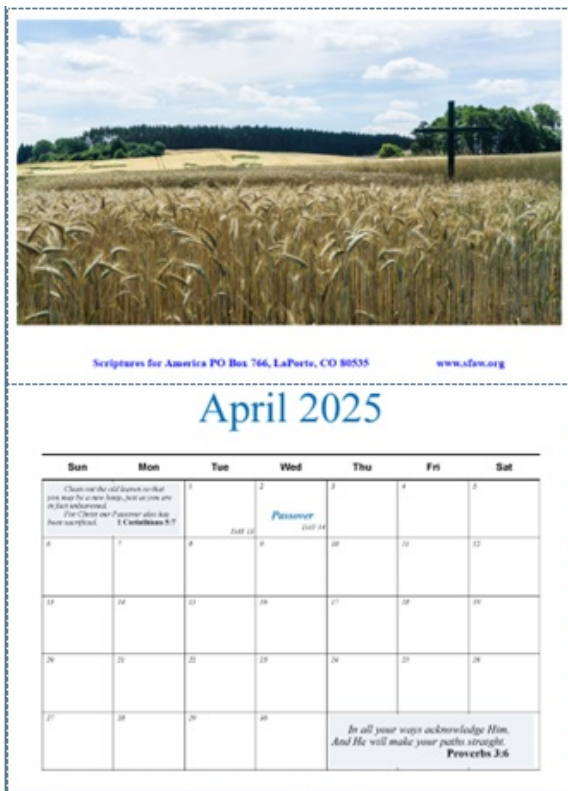 Scriptures for America PO Box 766, LaPorte, CO 80535 www.sfaw.org
April 2025
Sun Mon Tue Wed Thu Fri Sat
Clean out the old leaven so that
you may be a new lump, just as you are
in fact unleavened.
For Christ our Passover also has
been sacrificed. 1 Corinthians 5:7
1 2 3 4 5
Passover
DAY 13 DAY 14
6 7 8 9 10 11 12
13 14 15 16 17 18 19
20 21 22 23 24 25 26
27 28 29 30
In all your ways acknowledge Him,
And He will make your paths straight.
Proverbs 3:6